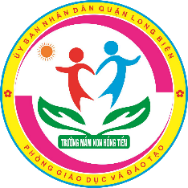 ỦY BAN NHÂN DÂN QUẬN LONG BIÊN
TRƯỜNG MẦM NON HỒNG TIẾN
PHÒNG GIÁO DỤC VÀ ĐÀO TẠO